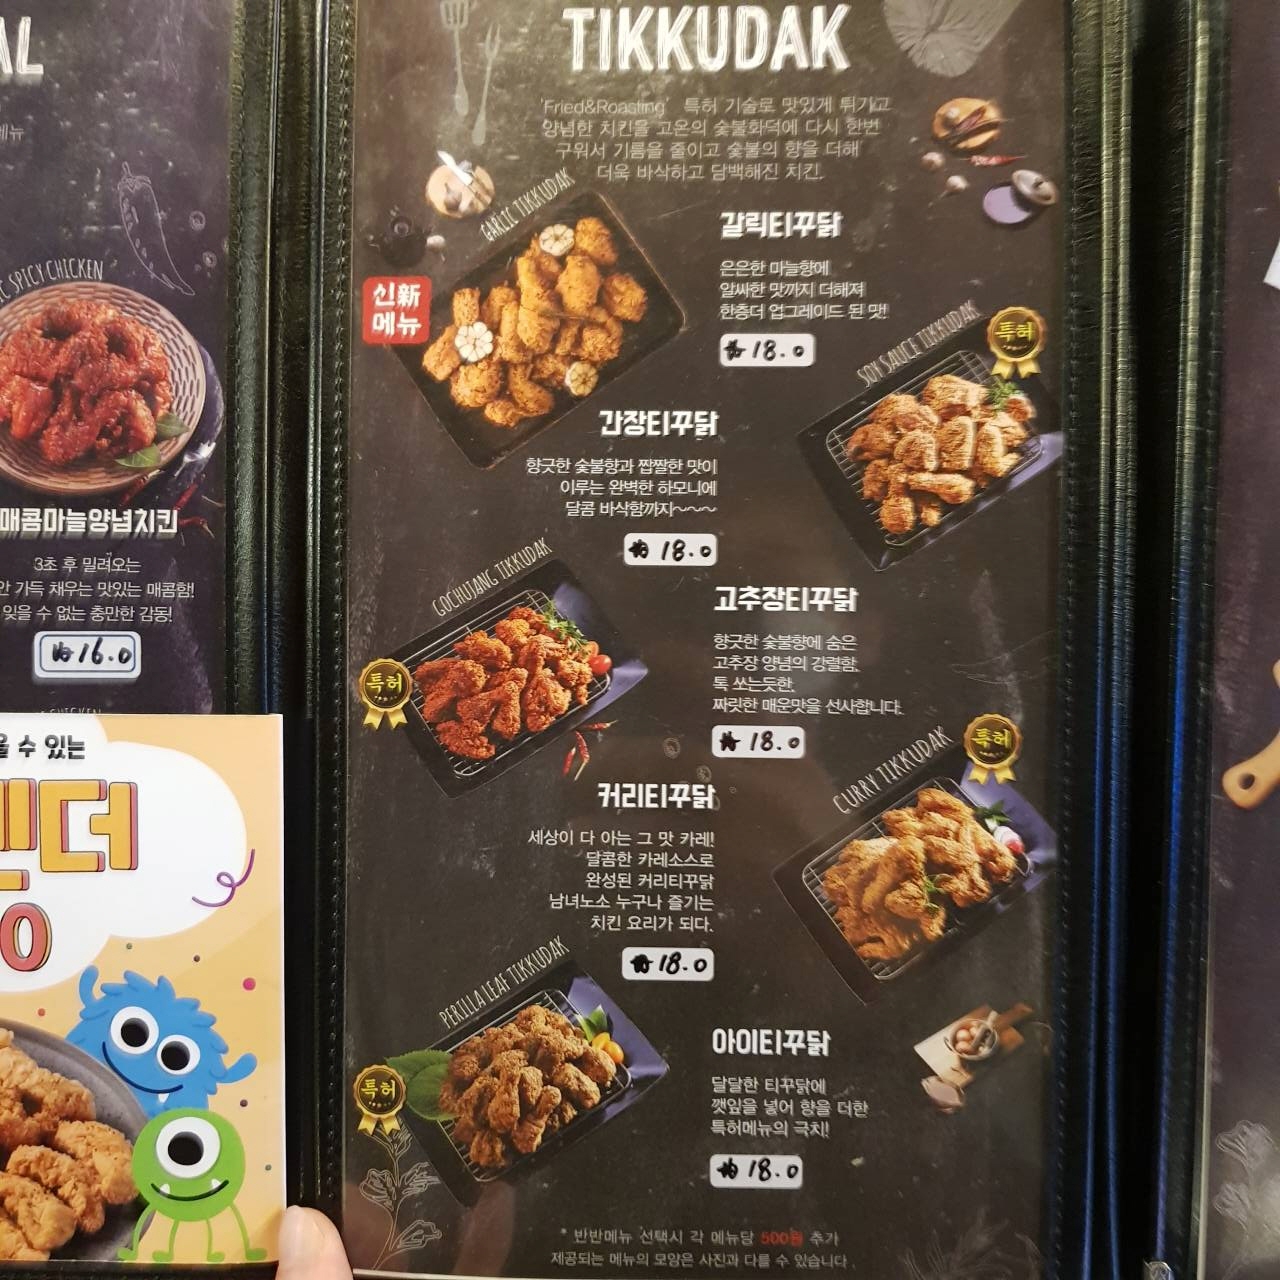 AL
메뉴
SPICY CHICKEN
매콤마늘양념치킨
3초 후 밀려오는
안 가득 채우는 맛있는 매콤함!
잊을 수 없는 충만한 감동!
16.0
CHICKEN
수 있는
더
0
TIKKUDAK
'Fried&Roasting' 특허 기술로 맛있게 튀기고
양념한 치킨을 고온의 숯불화덕에 다시 한번
구워서 기름을 줄이고 숯불의 향을 더해
더욱 바삭하고 담백해진 치킨.
GARLIC TIKKUDAK
신新
메뉴
갈릭티꾸닭
은은한 마늘향에
알싸한 맛까지 더해져
한층더 업그레이드 된 맛!
18.0
SOY SAUCE TIKKUDAK
특허
간장티꾸닭
향긋한 숯불향과 짭짤한 맛이
이루는 완벽한 하모니에
달콤 바삭함까지~~~
18.0
GOCHUJANG TIKKUDAK
특허
고추장티꾸닭
향긋한 숯불향에 숨은
고추장 양념의 강렬함.
톡 쏘는듯한,
짜릿한 매운맛을 선사합니다.
18.0
CURRY TIKKUDAK
특허
커리티꾸닭
세상이 다 아는 그 맛 카레!
달콤한 카레소스로
완성된 커리티꾸닭
남녀노소 누구나 즐기는
치킨 요리가 되다.
18.0
PERILLA LEAF TIKKUDAK
특허
아이티꾸닭
달달한 티꾸닭에
깻잎을 넣어 향을 더한
특허메뉴의 극치!
18.0
* 반반메뉴 선택시 각 메뉴당 500원 추가
제공되는 메뉴의 모양은 사진과 다를 수 있습니다.